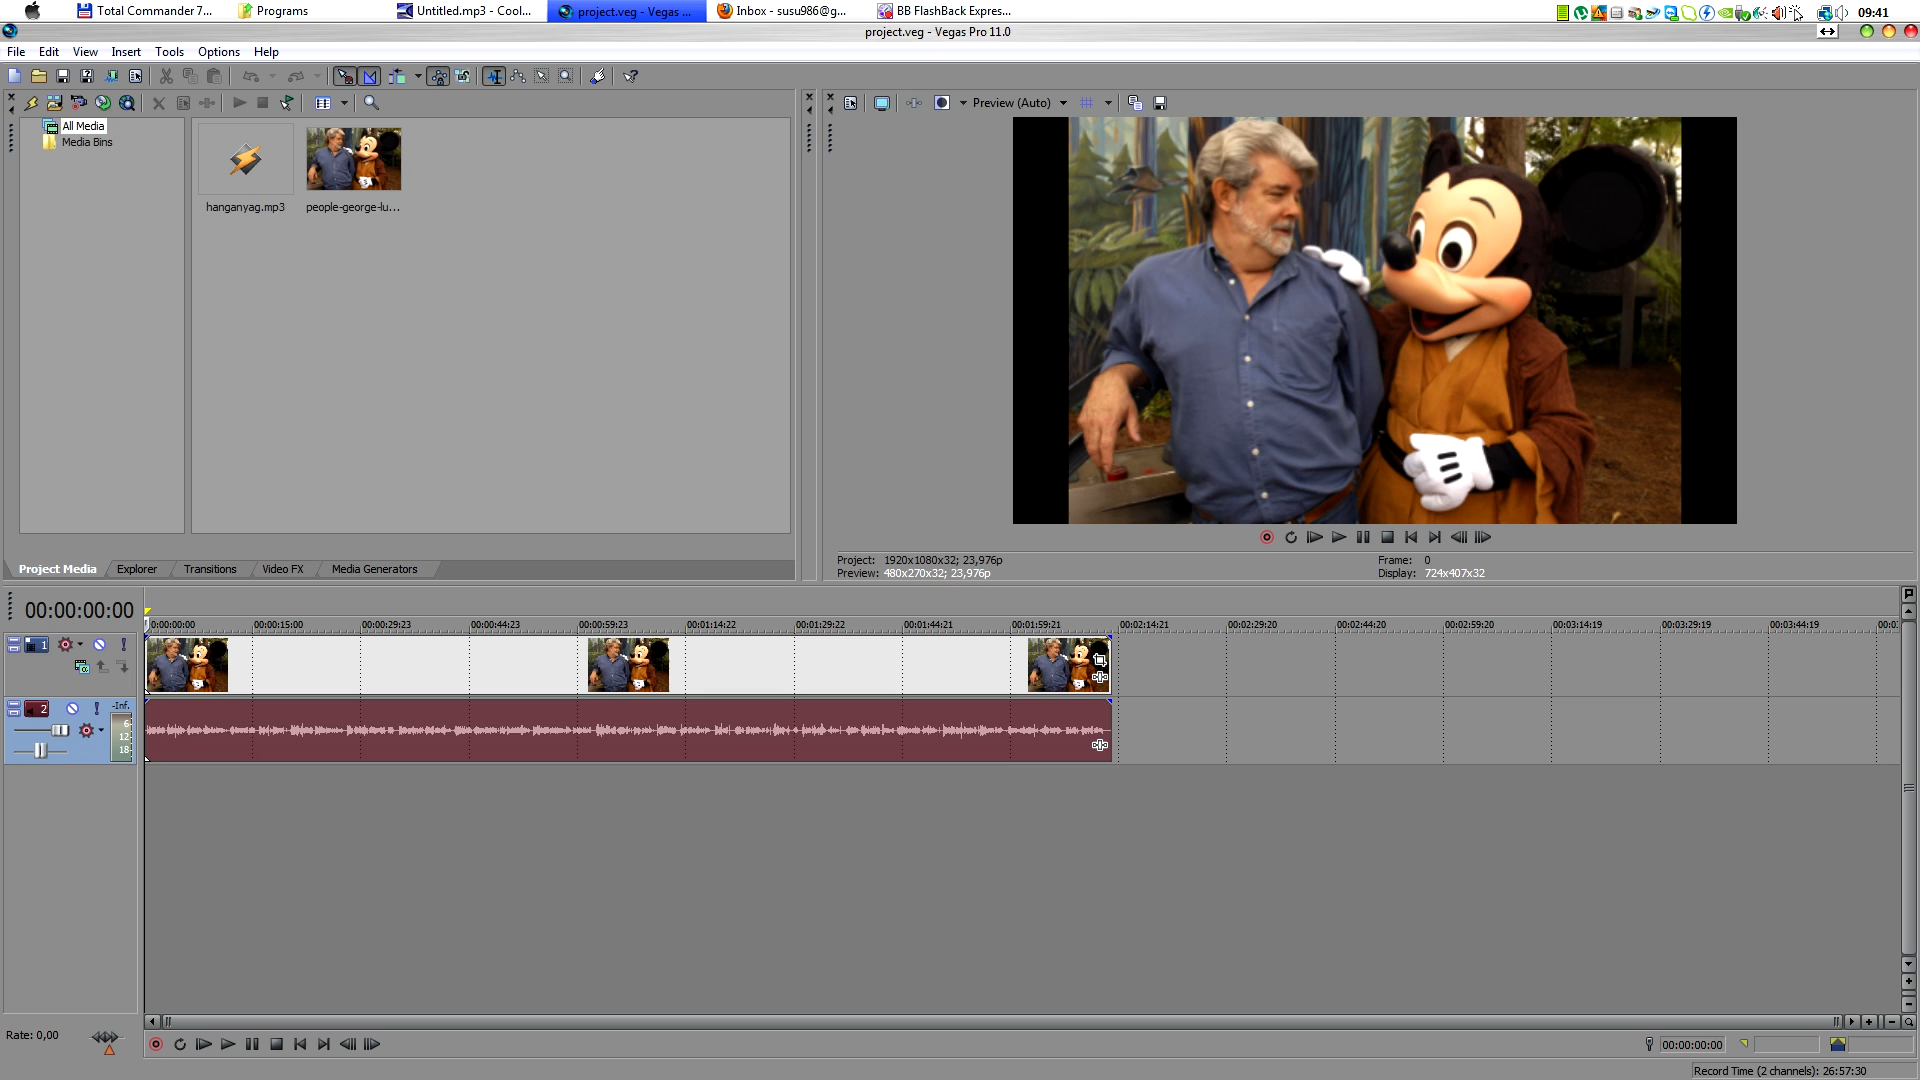 Total Commander 7...
Programs
Untitled.mp3 - Cool...
project.veg - Vegas ...
Inbox - susu986@g...
BB FlashBack Expres...
09:41
project.veg - Vegas Pro 11.0
File Edit View Insert Tools Options Help
Preview (Auto)
All Media
Media Bins
hanganyag.mp3
people-george-lu...
Project Media
Explorer
Transitions
Video FX
Media Generators
Project: 1920x1080x32; 23,976p
Preview: 480x270x32; 23,976p
Frame: 0
Display: 724x407x32
00:00:00:00
0:00:00:00 00:00:15:00 00:00:29:23 00:00:44:23 00:00:59:23 00:01:14:22 00:01:29:22 00:01:44:21 00:01:59:21 00:02:14:21 00:02:29:20 00:02:44:20 00:02:59:20 00:03:14:19 00:03:29:19 00:03:44:19
1
2
-Inf.
6
12
18
Rate: 0,00
00:00:00:00
Record Time (2 channels): 26:57:30